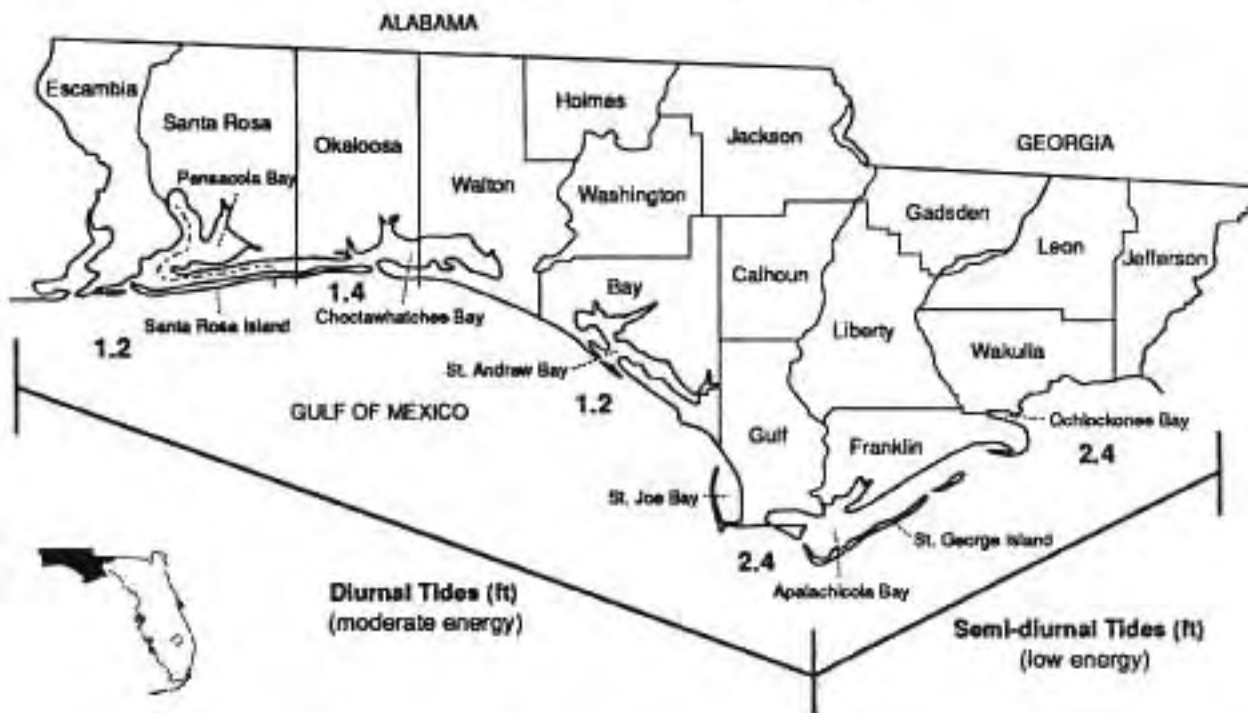 ALABAMA
Escambia
Santa Rosa
Okaloosa
Walton
Holmes
Jackson
Washington
GEORGIA
Pensacola Bay
Gadsden
Leon
Jefferson
Calhoun
Bay
Liberty
Wakulla
Santa Rosa Island
1.4
Choctawhatchee Bay
1.2
St. Andrew Bay
1.2
GULF OF MEXICO
Gulf
Franklin
Ochlockonee Bay
2.4
St. Joe Bay
St. George Island
2.4
Apalachicola Bay
Diurnal Tides (ft)
(moderate energy)
Semi-diurnal Tides (ft)
(low energy)